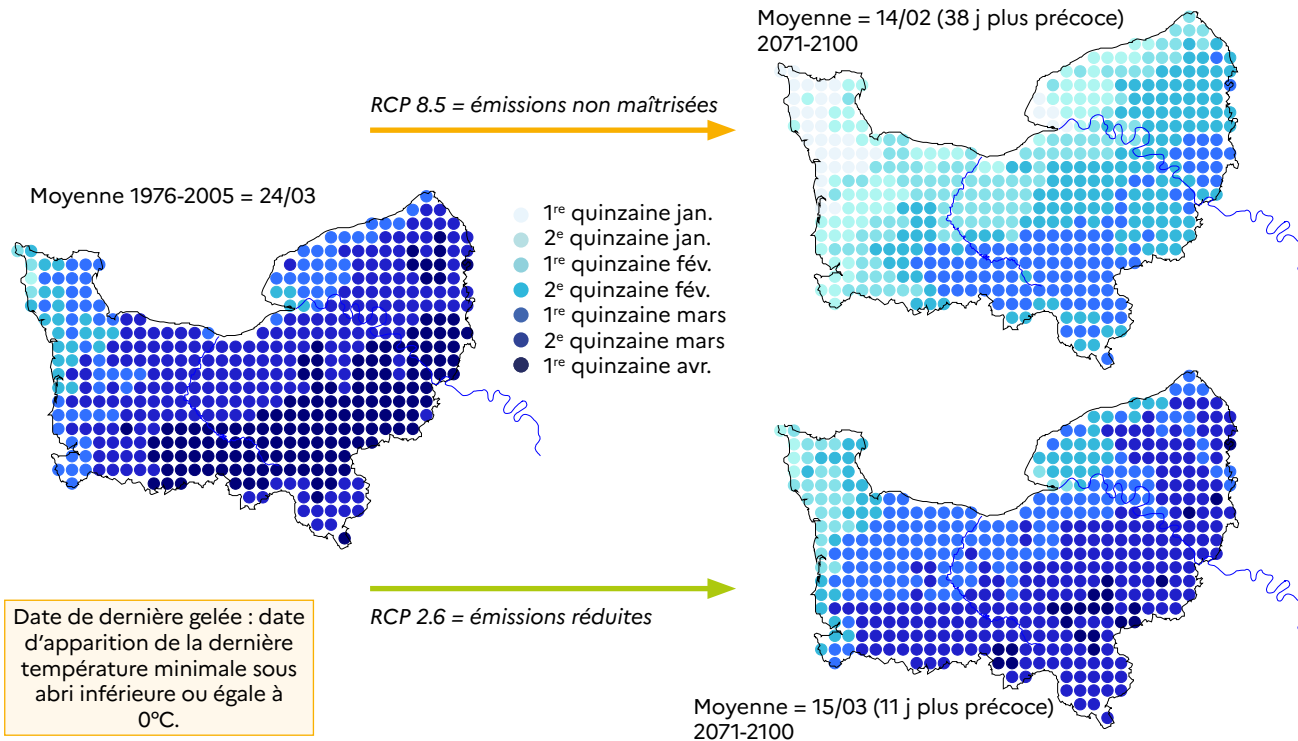 Moyenne = 14/02 (38 j plus précoce)
2071-2100
RCP 8.5 = émissions non maîtrisées
Moyenne 1976-2005 = 24/03
1re quinzaine jan.
2e quinzaine jan.
1re quinzaine fév.
2e quinzaine fév.
1re quinzaine mars
2e quinzaine mars
1re quinzaine avr.
RCP 2.6 = émissions réduites
Date de dernière gelée : date
d'apparition de la dernière
température minimale sous
abri inférieure ou égale à
0°C.
Moyenne = 15/03 (11 j plus précoce)
2071-2100